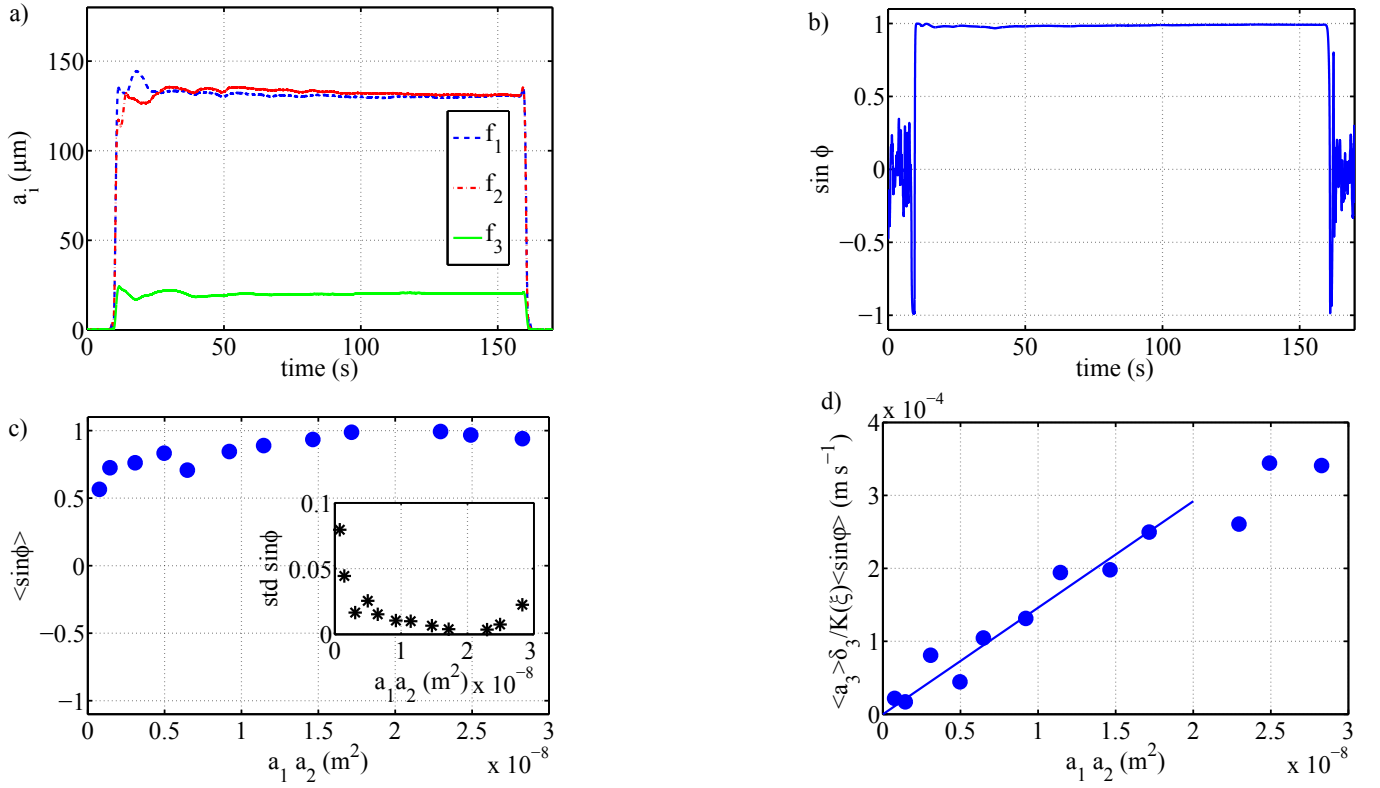 a)
150
100
50
0
a_i (μm)
f_1
f_2
f_3
0 50 100 150
time (s)
b)
1
0.5
0
−0.5
−1
sin ϕ
0 50 100 150
time (s)
c)
1
0.5
0
−0.5
−1
<sinϕ>
0.1
0.05
0
std sinϕ
0 1 2 3
a_1a_2 (m^2) x 10^−8
0 0.5 1 1.5 2 2.5 3
a_1 a_2 (m^2) x 10^−8
d)
x 10^−4
4
3
2
1
0
<a_3>δ_3/K(ξ)<sinφ> (m s^−1)
0 0.5 1 1.5 2 2.5 3
a_1 a_2 (m^2) x 10^−8